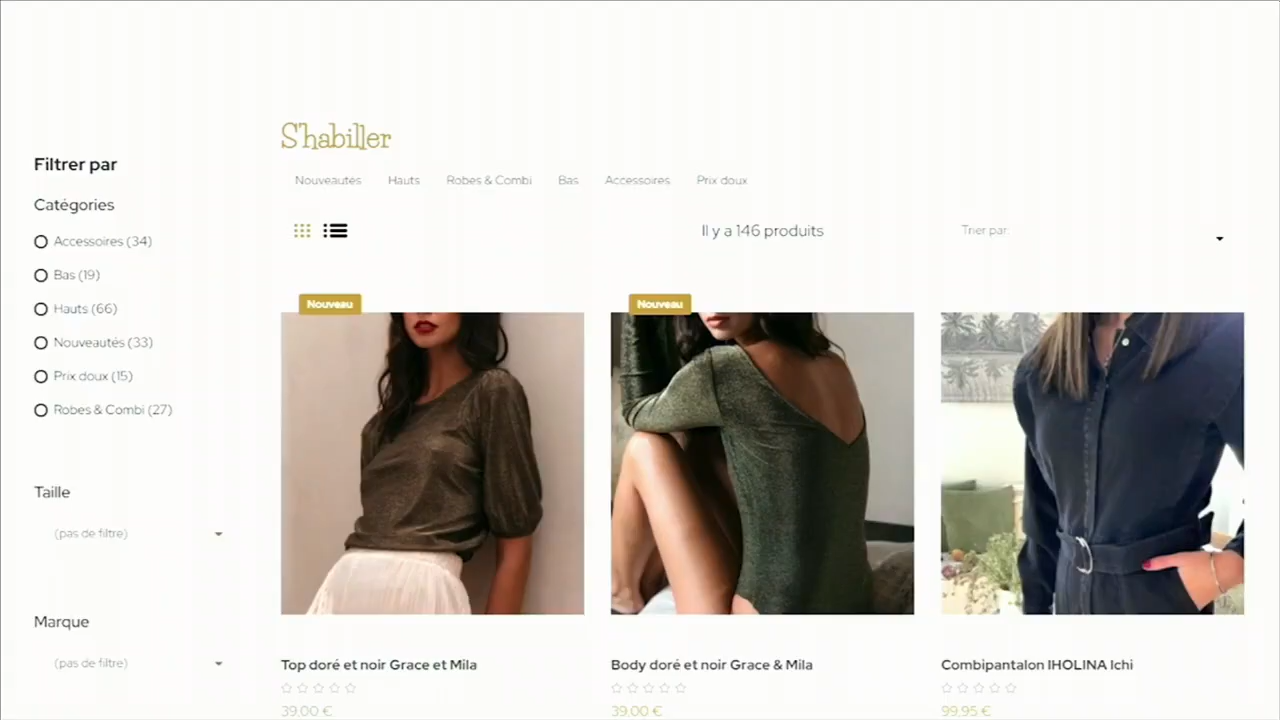 S'habiller
Nouveautes Hauts Robes & Combi Bas Accessoires Prix doux
Il y a 146 produits Trier par:
Filtrer par
Catégories
Accessoires (34)
Bas (19)
Hauts (66)
Nouveautés (33)
Prix doux (15)
Robes & Combi (27)
Taille
(pas de filtre)
Marque
(pas de filtre)
Nouveau
Top doré et noir Grace et Mila
39,00 €
Nouveau
Body doré et noir Grace & Mila
39,00 €
Combipantalon IHOLINA Ichi
99,95 €